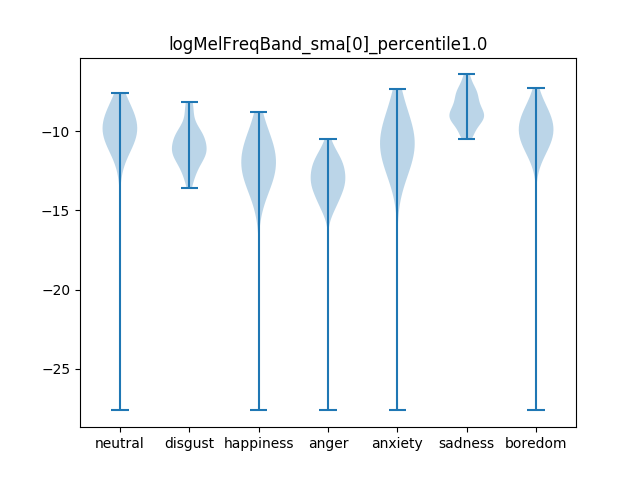 logMelFreqBand_sma[0]_percentile1.0
−10
−15
−20
−25
neutral disgust happiness anger anxiety sadness boredom